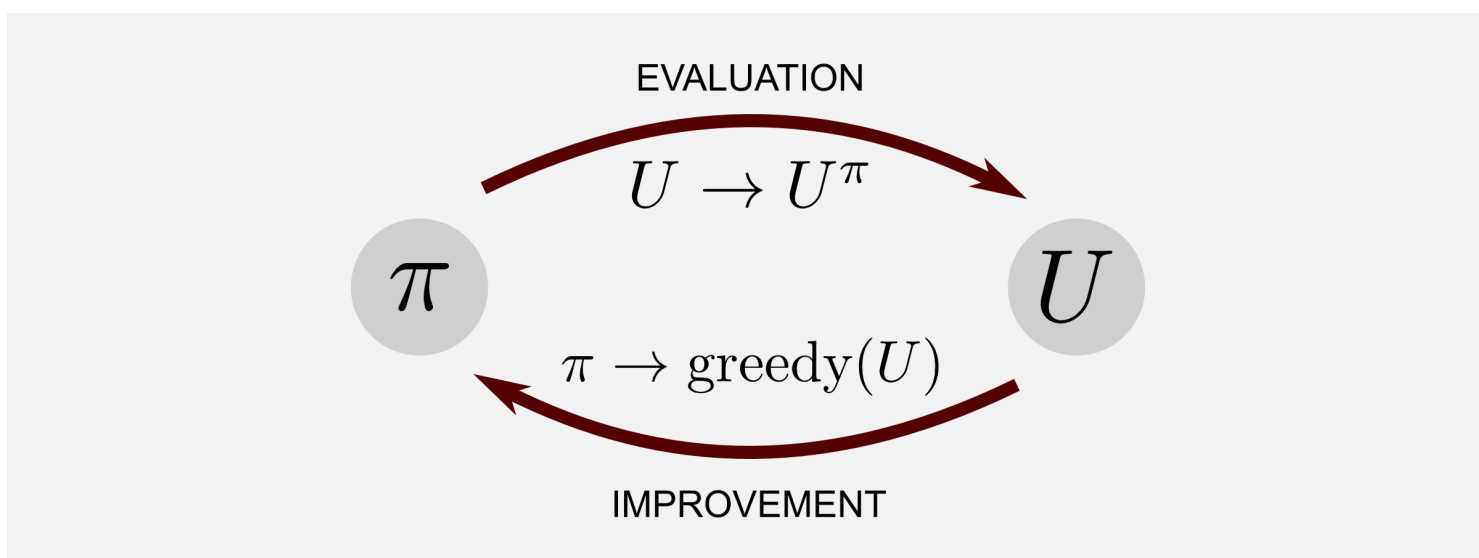 EVALUATION
U → U^π
π
U
π → greedy(U)
IMPROVEMENT